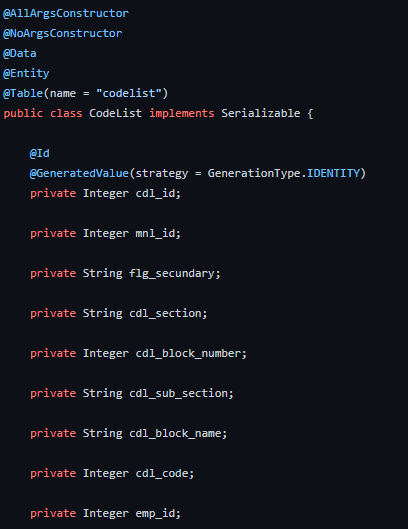 @AllArgsConstructor
@NoArgsConstructor
@Data
@Entity
@Table(name = "codelist")
public class CodeList implements Serializable {
@Id
@GeneratedValue(strategy = GenerationType.IDENTITY)
private Integer cdl_id;
private Integer mnl_id;
private String flg_secundary;
private String cdl_section;
private Integer cdl_block_number;
private String cdl_sub_section;
private String cdl_block_name;
private Integer cdl_code;
private Integer emp_id;